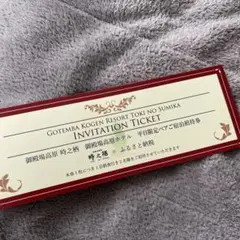 GOTEMBA KOGEN RESORT TOKI NO SUMIKA
INVITATION TICKET
御殿場高原 時之栖 御殿場高原ホテル 平日限定ペアご宿泊招待券
時之栖 × ふるさと納税